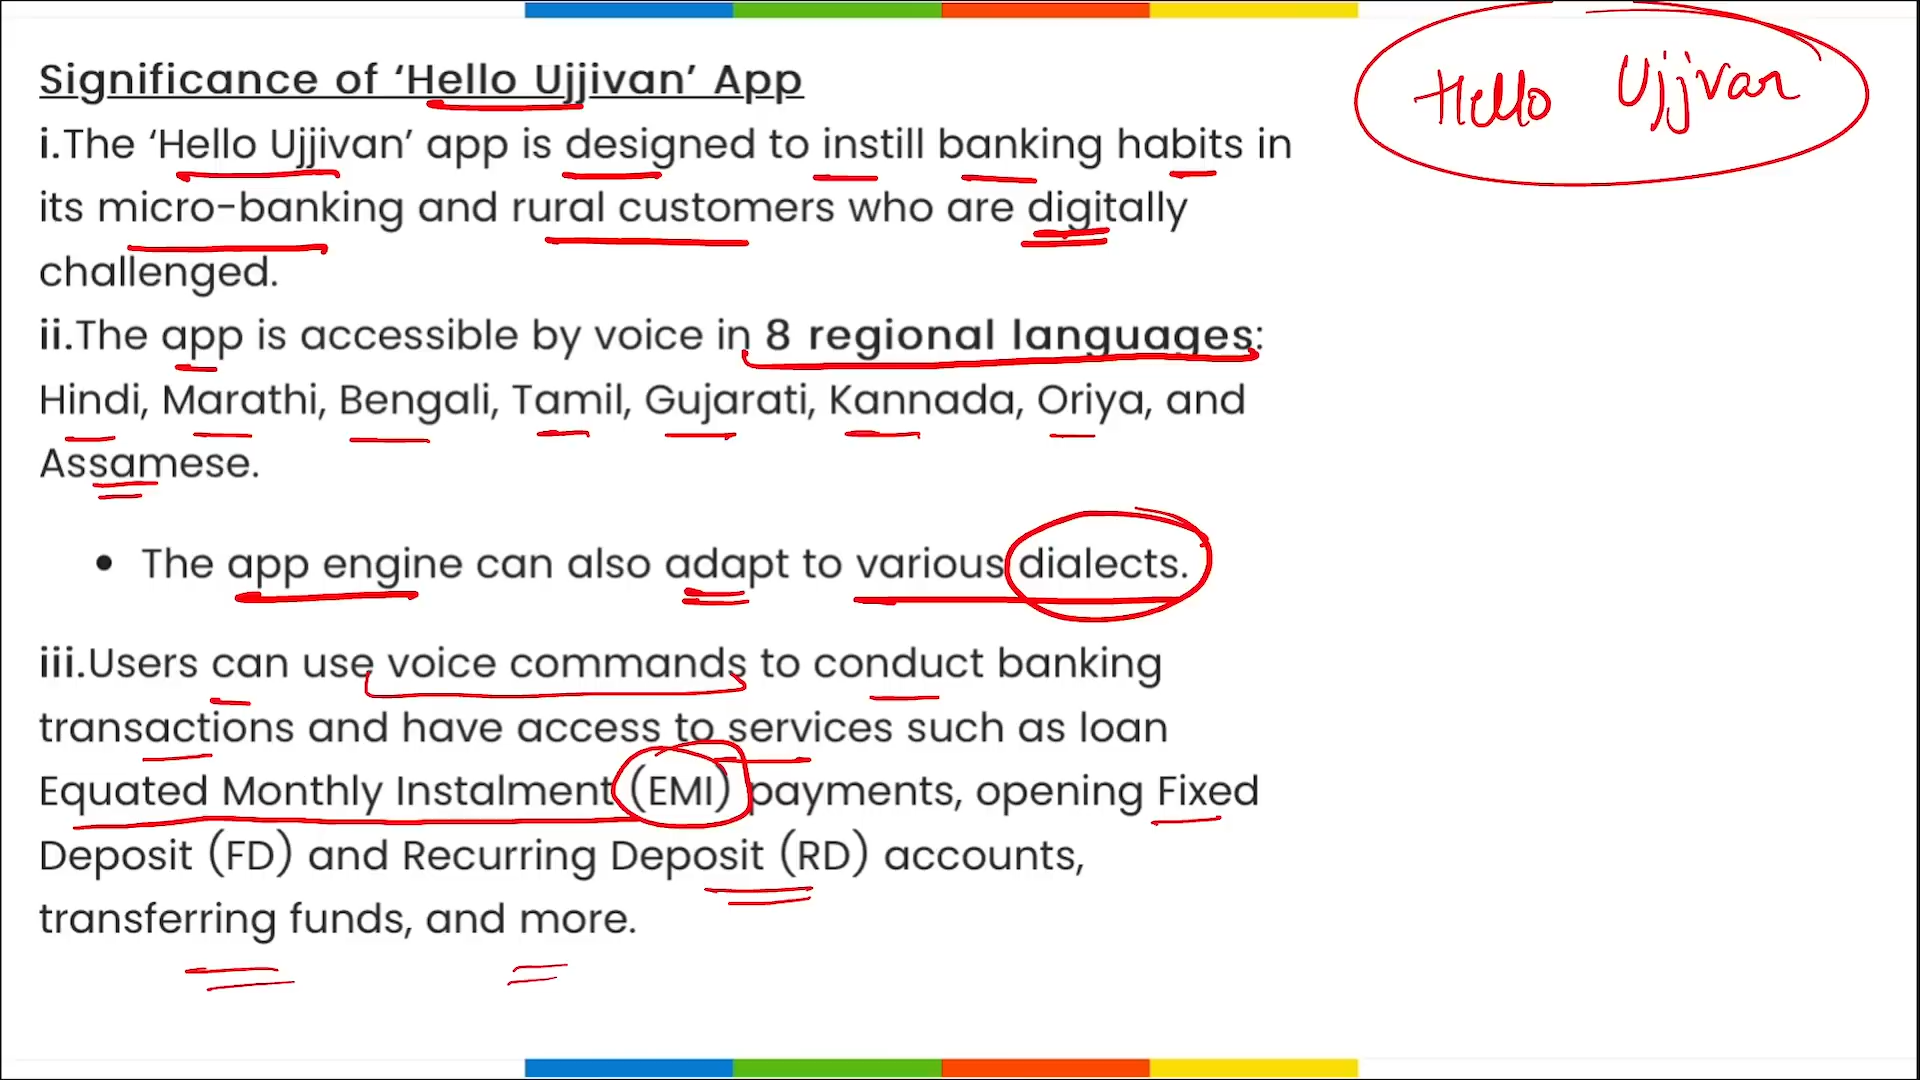 Significance of ‘Hello Ujjivan’ App
Hello Ujjivan
i.The ‘Hello Ujjivan’ app is designed to instill banking habits in
its micro-banking and rural customers who are digitally
challenged.
ii.The app is accessible by voice in 8 regional languages:
Hindi, Marathi, Bengali, Tamil, Gujarati, Kannada, Oriya, and
Assamese.
• The app engine can also adapt to various dialects.
iii.Users can use voice commands to conduct banking
transactions and have access to services such as loan
Equated Monthly Instalment (EMI) payments, opening Fixed
Deposit (FD) and Recurring Deposit (RD) accounts,
transferring funds, and more.